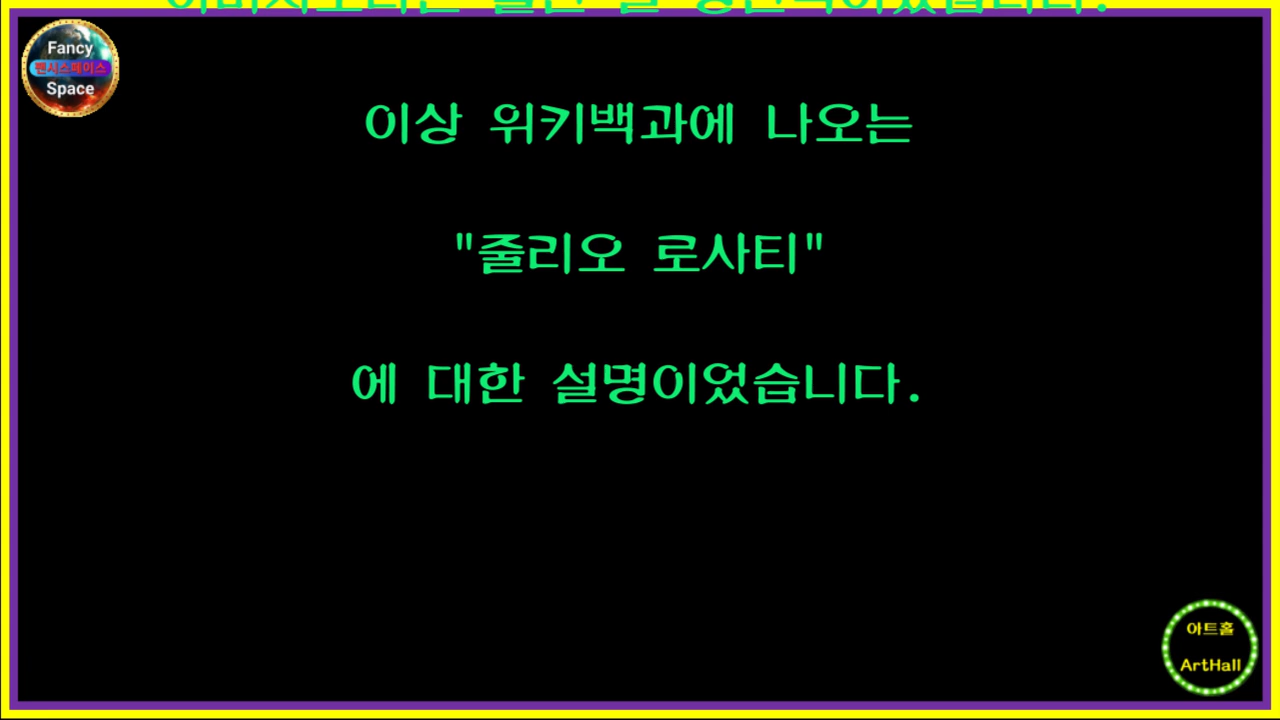 Fancy
팬시스페이스
Space
이상 위키백과에 나오는
"줄리오 로사티"
에 대한 설명이었습니다.
아트홀
ArtHall